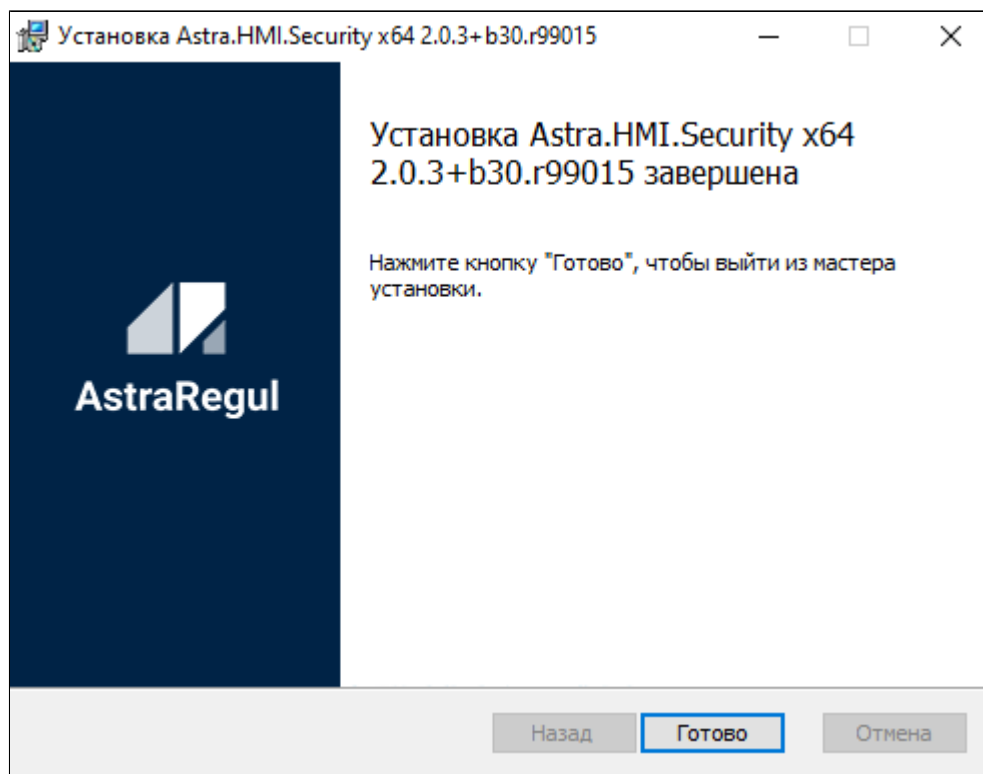 Установка Astra.HMI.Security x64 2.0.3+b30.r99015
Установка Astra.HMI.Security x64
2.0.3+b30.r99015 завершена
Нажмите кнопку "Готово", чтобы выйти из мастера
установки.
AstraRegul
Назад
Готово
Отмена